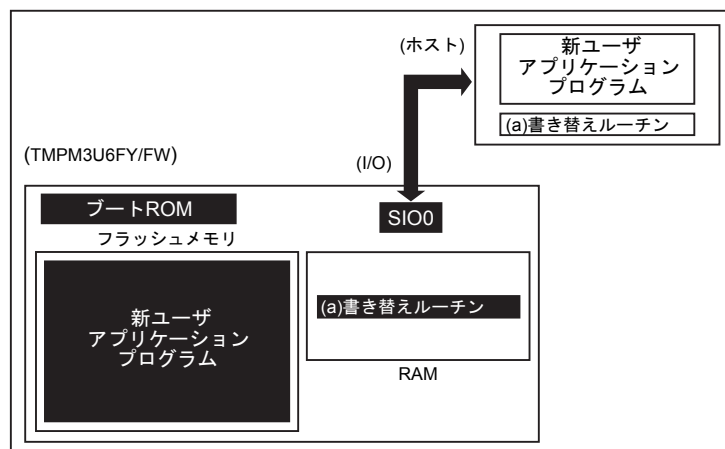 (ホスト)
新ユーザ
アプリケーション
プログラム
(a)書き替えルーチン
(TMPM3U6FY/FW)
(I/O)
ブートROM
SIO0
フラッシュメモリ
新ユーザ
アプリケーション
プログラム
(a)書き替えルーチン
RAM